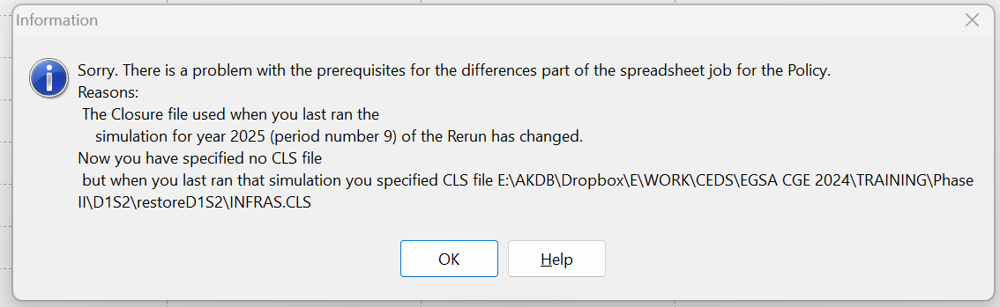 Information
Sorry. There is a problem with the prerequisites for the differences part of the spreadsheet job for the Policy.
Reasons:
The Closure file used when you last ran the
simulation for year 2025 (period number 9) of the Rerun has changed.
Now you have specified no CLS file
but when you last ran that simulation you specified CLS file E:\AKDB\Dropbox\E\WORK\CEDS\EGSA CGE 2024\TRAINING\Phase
II\D1S2\restoreD1S2\INFRAS.CLS
OK
Help